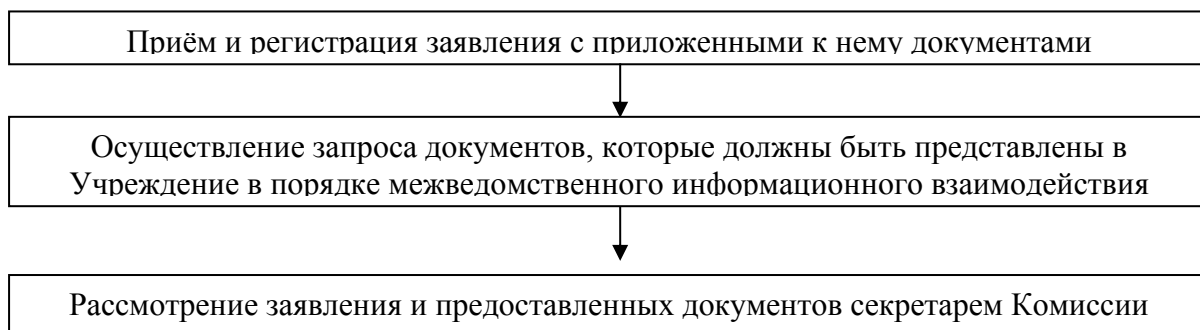 Приём и регистрация заявления с приложенными к нему документами
Осуществление запроса документов, которые должны быть представлены в
Учреждение в порядке межведомственного информационного взаимодействия
Рассмотрение заявления и предоставленных документов секретарем Комиссии